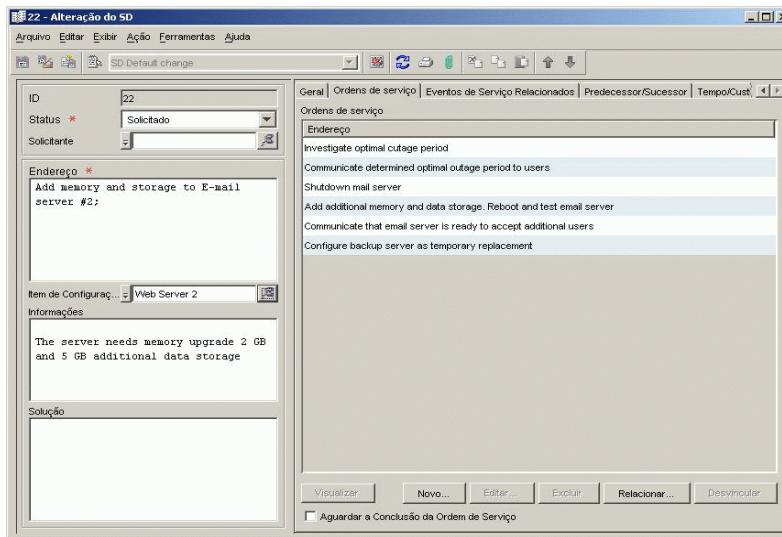 22 - Alteração do SD
Arquivo Editar Exibir Ação Ferramentas Ajuda
SD Default change
ID 22
Status * Solicitado
Solicitante
Endereço *
Add memory and storage to E-mail
server #2;
Item de Configuraç... Web Server 2
Informações
The server needs memory upgrade 2 GB
and 5 GB additional data storage
Solução
Geral Ordens de serviço Eventos de Serviço Relacionados Predecessor/Sucessor Tempo/Cust
Ordens de serviço
Endereço
Investigate optimal outage period
Communicate determined optimal outage period to users
Shutdown mail server
Add additional memory and data storage. Reboot and test email server
Communicate that email server is ready to accept additional users
Configure backup server as temporary replacement
Visualizar Novo... Editar... Excluir Relacionar... Desvincular
Aguardar a Conclusão da Ordem de Serviço